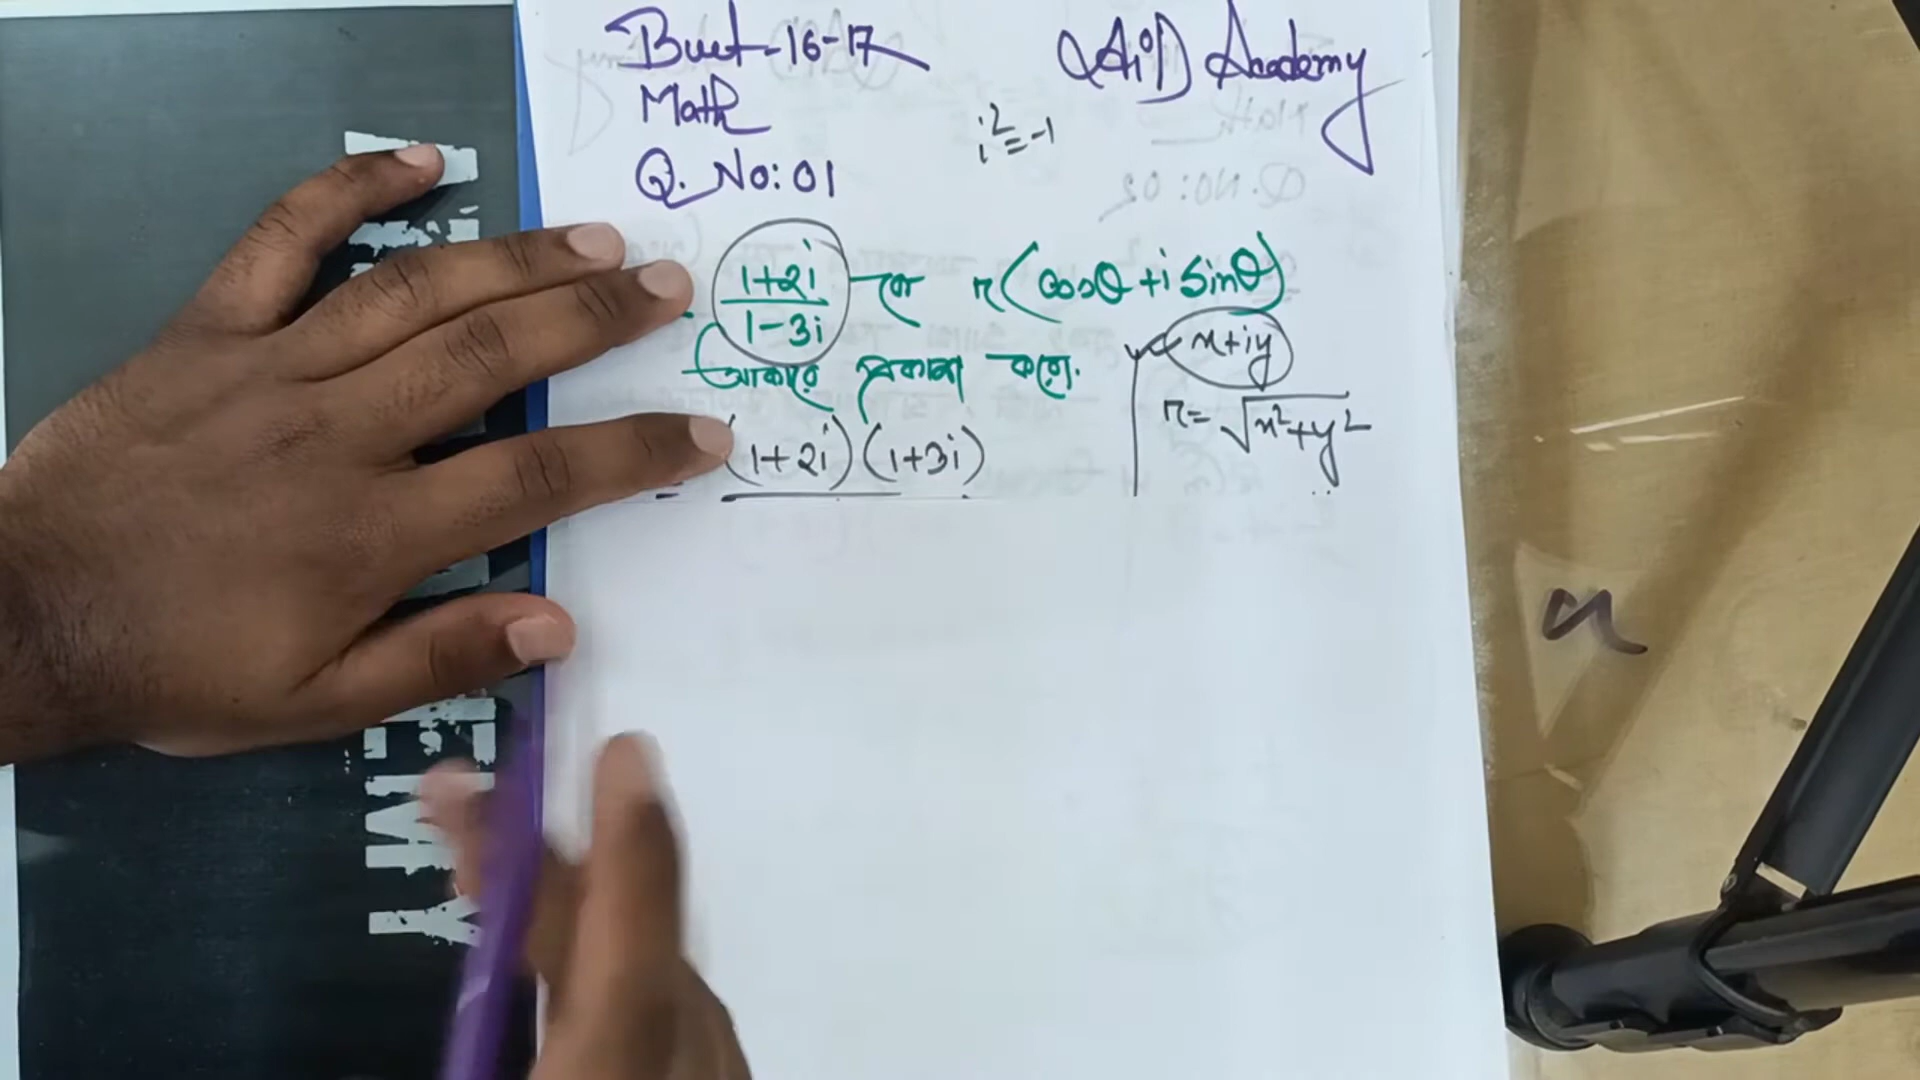 Buet-16-17
QAiD Academy
Math
i² = -1
Q. No: 01
(1+2i)/(1-3i) কে r(cosθ + i sinθ)
আকারে প্রকাশ করো.
x+iy
r = √x²+y²
= (1+2i)(1+3i)